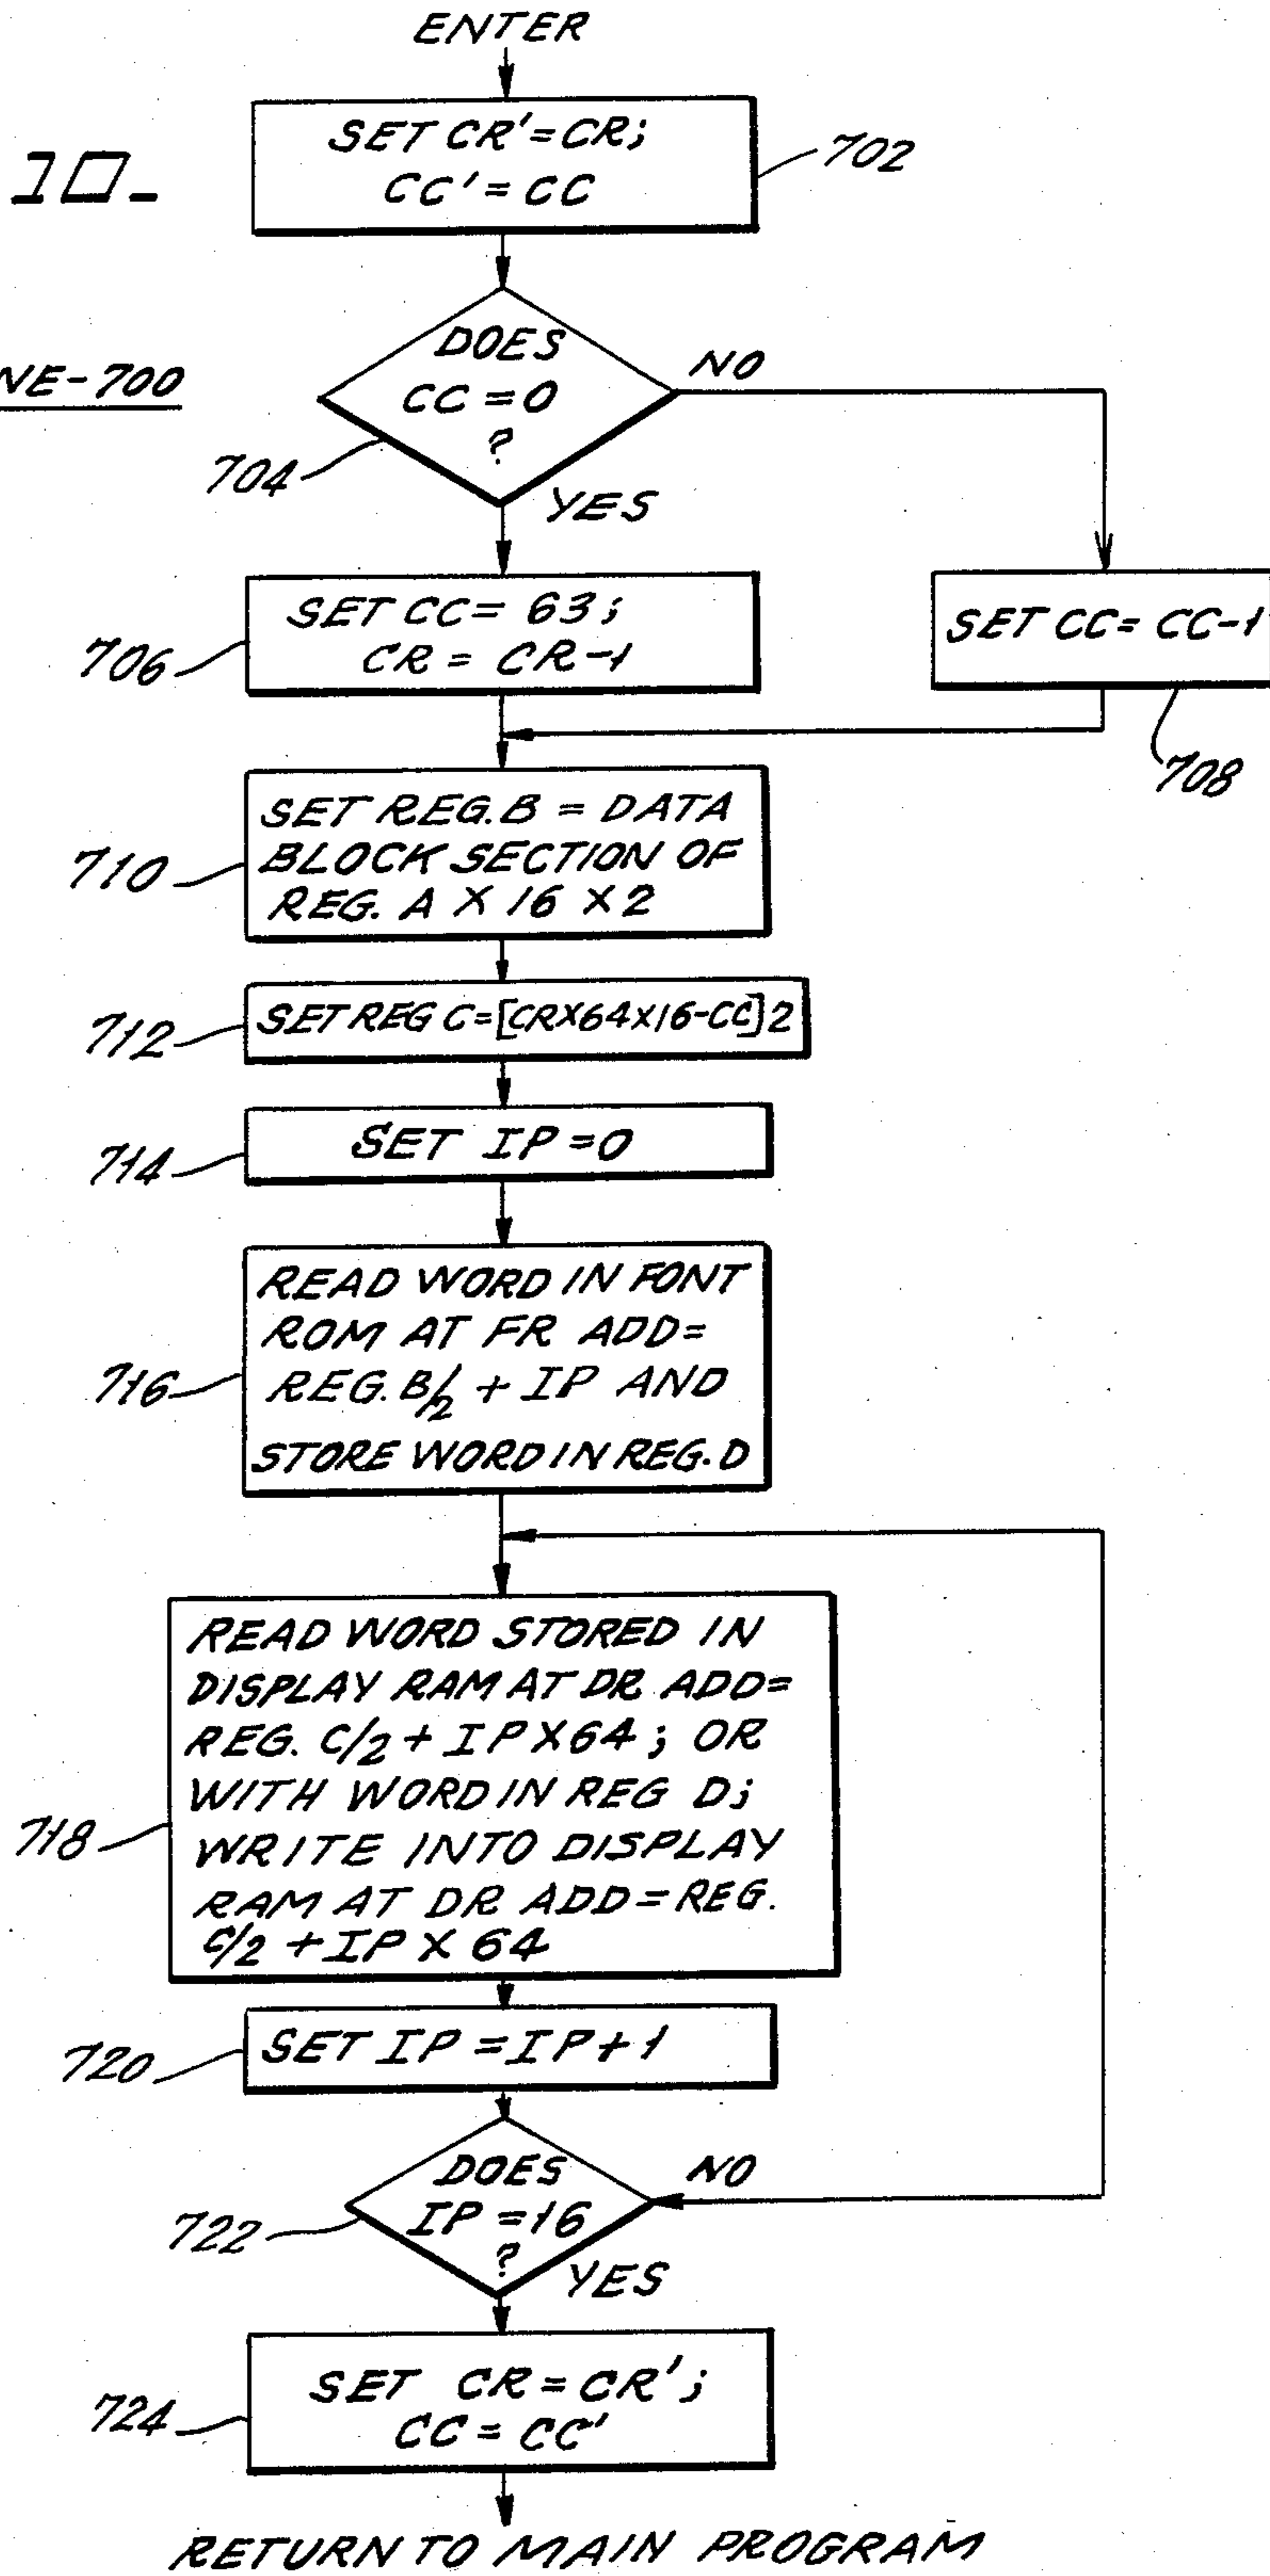 ENTER
10-
SET CR'=CR;
CC'=CC
702
NE-700
DOES
CC=0
?
NO
704
YES
SET CC= 63;
CR = CR-1
706
SET CC= CC-1
708
SET REG.B = DATA
BLOCK SECTION OF
REG. A X 16 X 2
710
SET REG C=[CRX64X16-CC]2
712
SET IP=0
714
READ WORD IN FONT
ROM AT FR ADD=
REG.B/2 + IP AND
STORE WORD IN REG.D
716
READ WORD STORED IN
DISPLAY RAM AT DR ADD=
REG. C/2 + IPX64; OR
WITH WORD IN REG D;
WRITE INTO DISPLAY
RAM AT DR ADD=REG.
C/2 +IP X 64
718
SET IP=IP+1
720
DOES
IP=16
?
NO
722
YES
SET CR=CR';
CC=CC'
724
RETURN TO MAIN PROGRAM